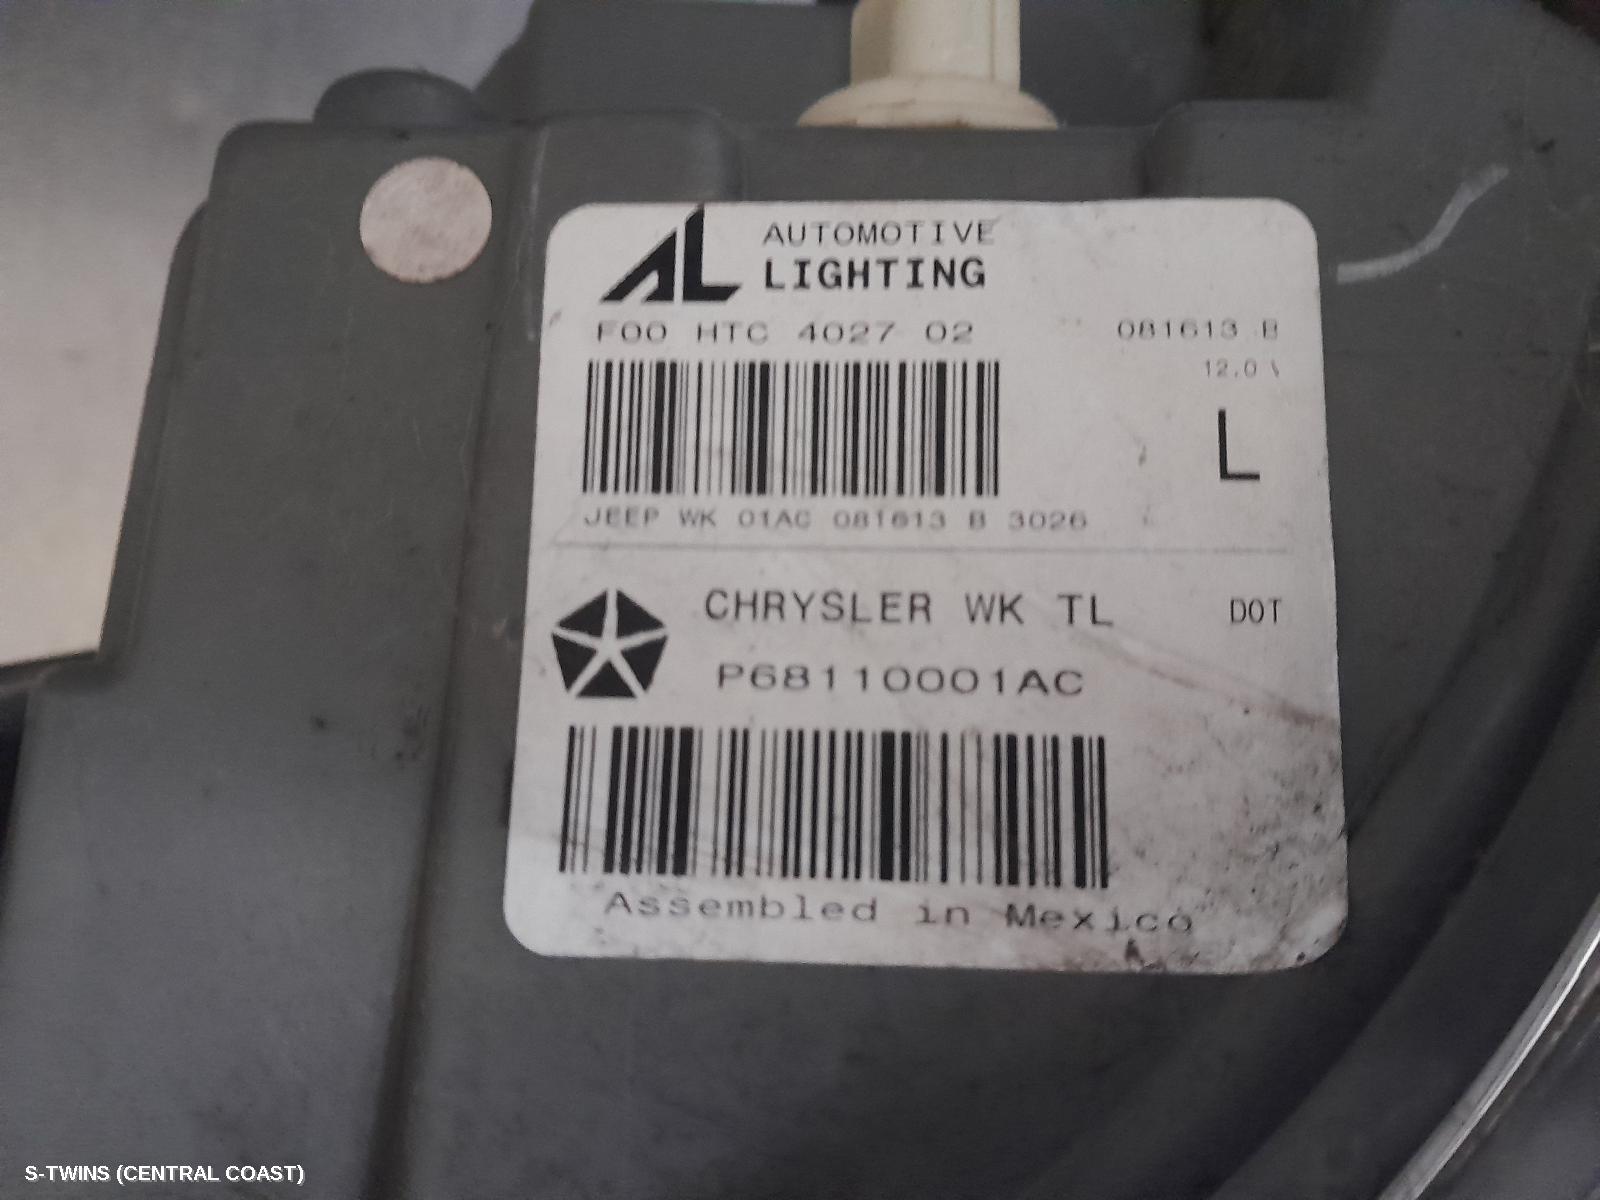 AL AUTOMOTIVE
LIGHTING
F00 HTC 4027 02
081613 B
12.0
L
JEEP WK 01AC 081613 B 3026
CHRYSLER WK TL
DOT
P68110001AC
Assembled in Mexico
S-TWINS (CENTRAL COAST)